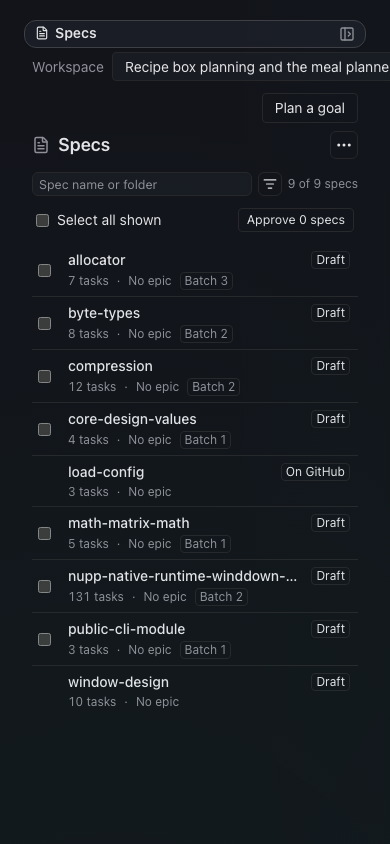 Specs
Workspace Recipe box planning and the meal planne
Plan a goal
Specs
Spec name or folder 9 of 9 specs
Select all shown Approve 0 specs
allocator Draft
7 tasks · No epic Batch 3
byte-types Draft
8 tasks · No epic Batch 2
compression Draft
12 tasks · No epic Batch 2
core-design-values Draft
4 tasks · No epic Batch 1
load-config On GitHub
3 tasks · No epic
math-matrix-math Draft
5 tasks · No epic Batch 1
nupp-native-runtime-winddown-... Draft
131 tasks · No epic Batch 2
public-cli-module Draft
3 tasks · No epic Batch 1
window-design Draft
10 tasks · No epic